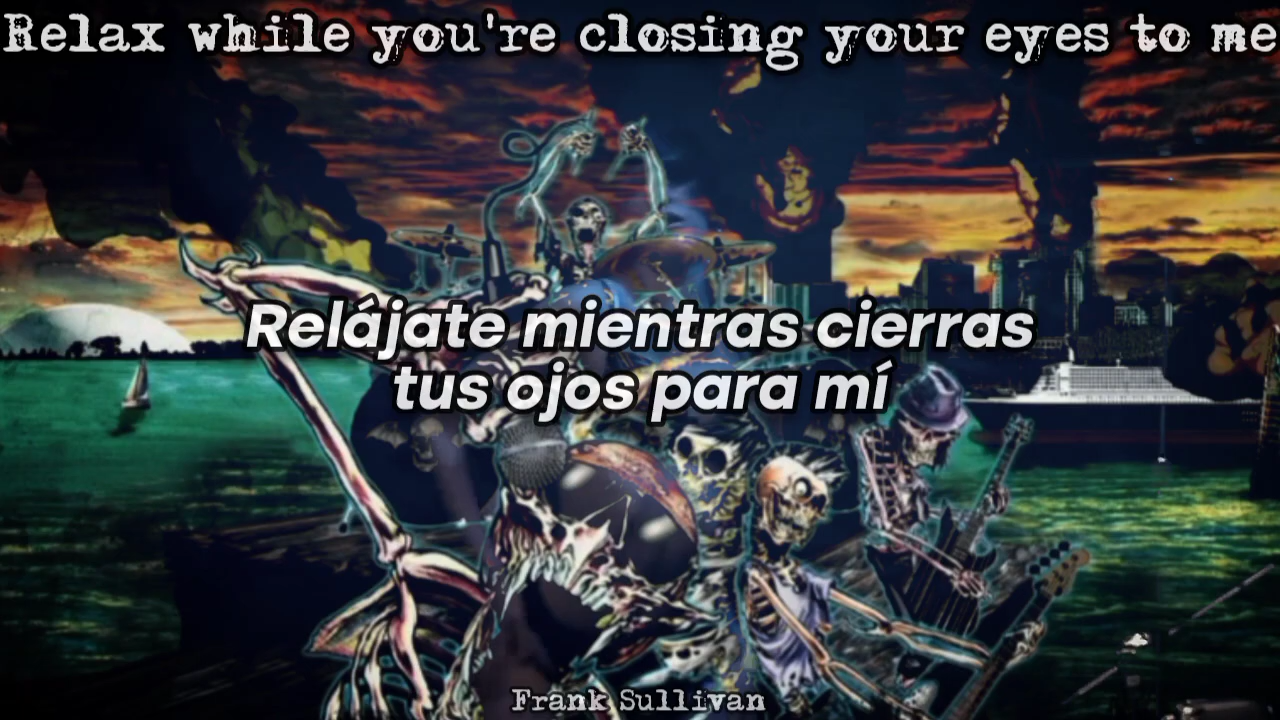 Relax while you're closing your eyes to me
Relájate mientras cierras
tus ojos para mí
Frank Sullivan